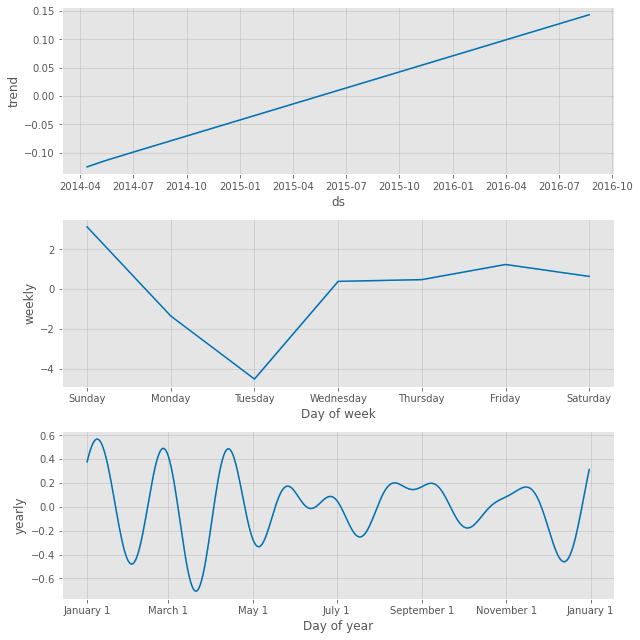 0.15
0.10
0.05
0.00
−0.05
−0.10
trend
2014-04 2014-07 2014-10 2015-01 2015-04 2015-07 2015-10 2016-01 2016-04 2016-07 2016-10
ds
2
0
−2
−4
weekly
Sunday Monday Tuesday Wednesday Thursday Friday Saturday
Day of week
0.6
0.4
0.2
0.0
−0.2
−0.4
−0.6
yearly
January 1 March 1 May 1 July 1 September 1 November 1 January 1
Day of year